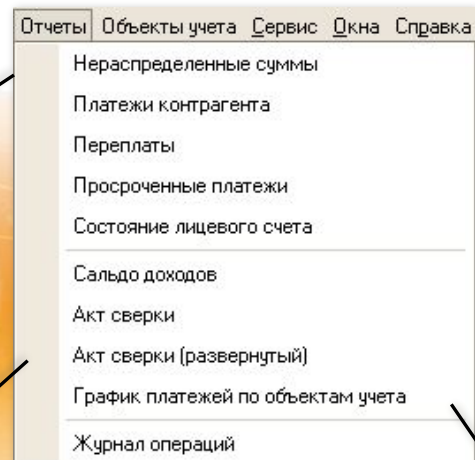 Отчеты Объекты учета Сервис Окна Справка
Нераспределенные суммы
Платежи контрагента
Переплаты
Просроченные платежи
Состояние лицевого счета
Сальдо доходов
Акт сверки
Акт сверки (развернутый)
График платежей по объектам учета
Журнал операций